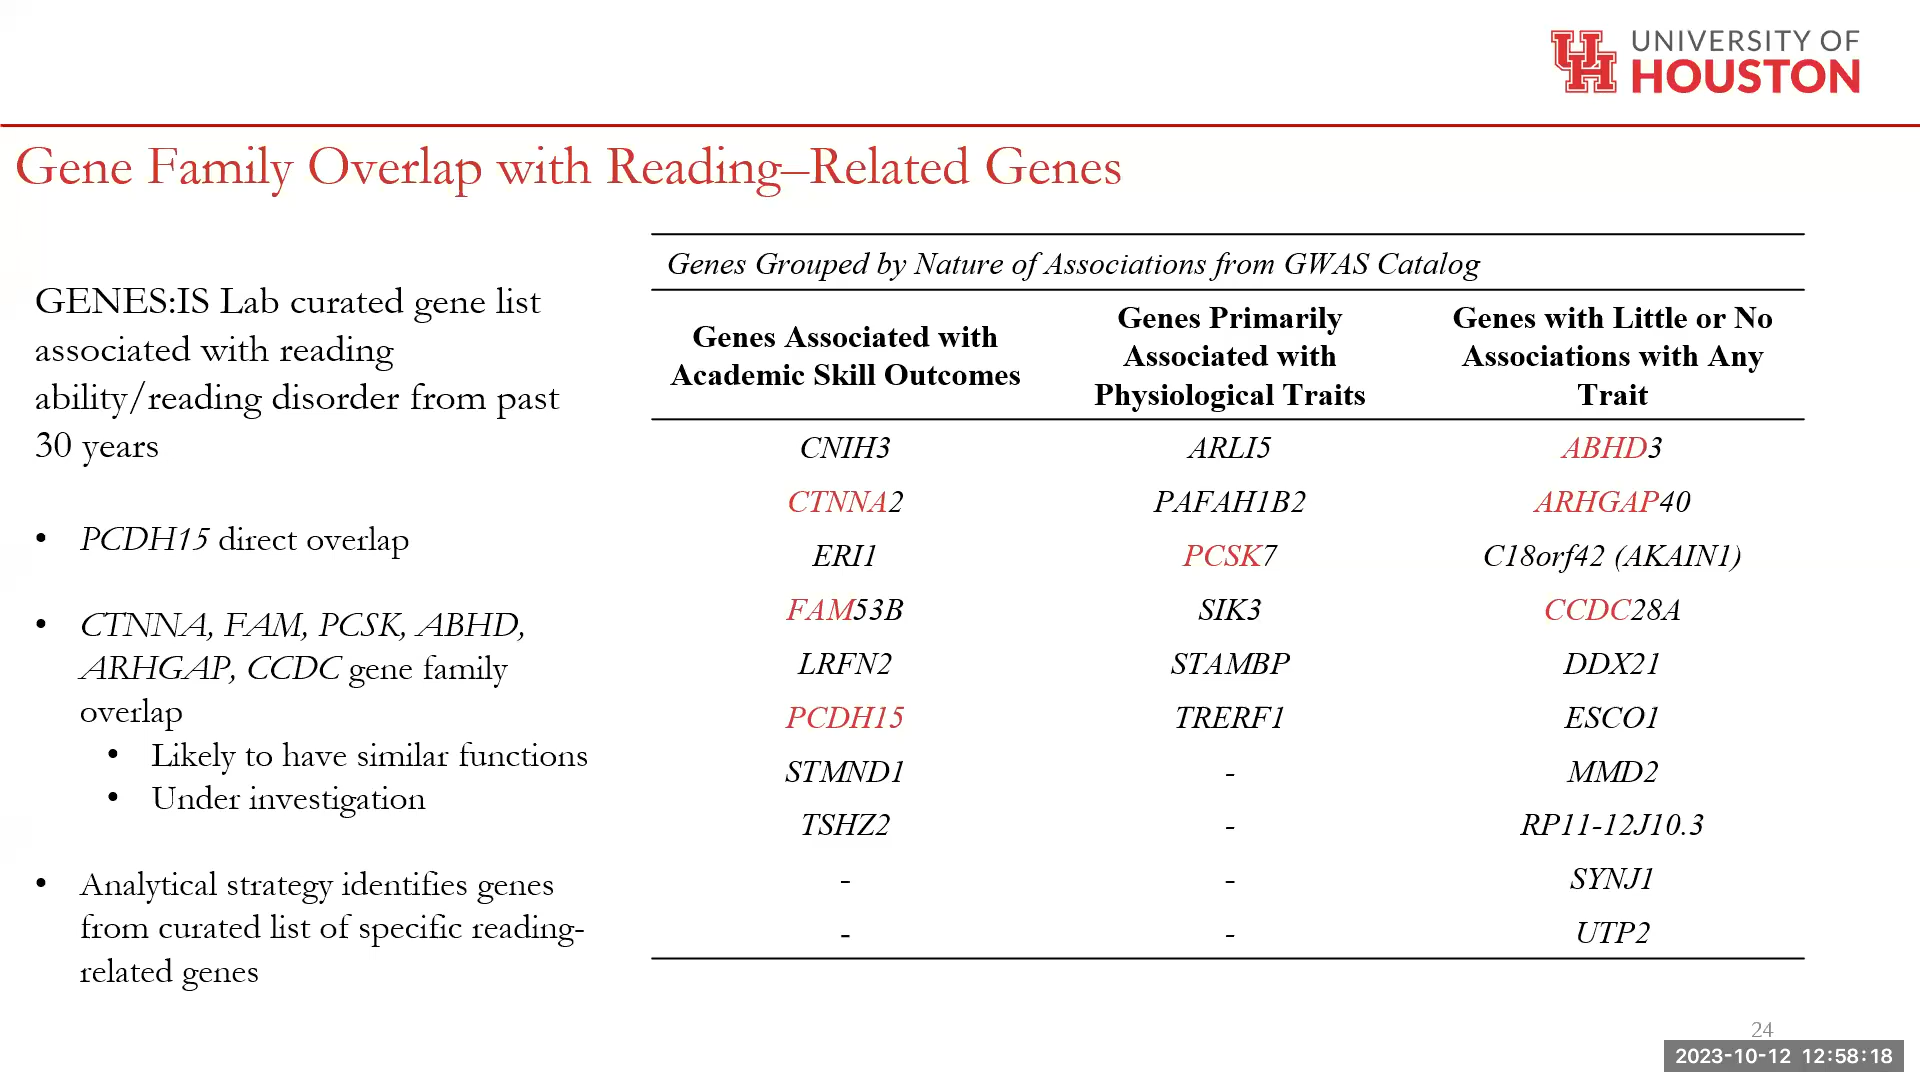 UNIVERSITY OF
HOUSTON
Gene Family Overlap with Reading–Related Genes
GENES:IS Lab curated gene list
associated with reading
ability/reading disorder from past
30 years
• PCDH15 direct overlap
• CTNNA, FAM, PCSK, ABHD,
ARHGAP, CCDC gene family
overlap
• Likely to have similar functions
• Under investigation
• Analytical strategy identifies genes
from curated list of specific reading-
related genes
Genes Grouped by Nature of Associations from GWAS Catalog
Genes Associated with
Academic Skill Outcomes
Genes Primarily
Associated with
Physiological Traits
Genes with Little or No
Associations with Any
Trait
CNIH3 ARLI5 ABHD3
CTNNA2 PAFAH1B2 ARHGAP40
ERI1 PCSK7 C18orf42 (AKAIN1)
FAM53B SIK3 CCDC28A
LRFN2 STAMBP DDX21
PCDH15 TRERF1 ESCO1
STMND1 - MMD2
TSHZ2 - RP11-12J10.3
- - SYNJ1
- - UTP2
24
2023-10-12 12:58:18